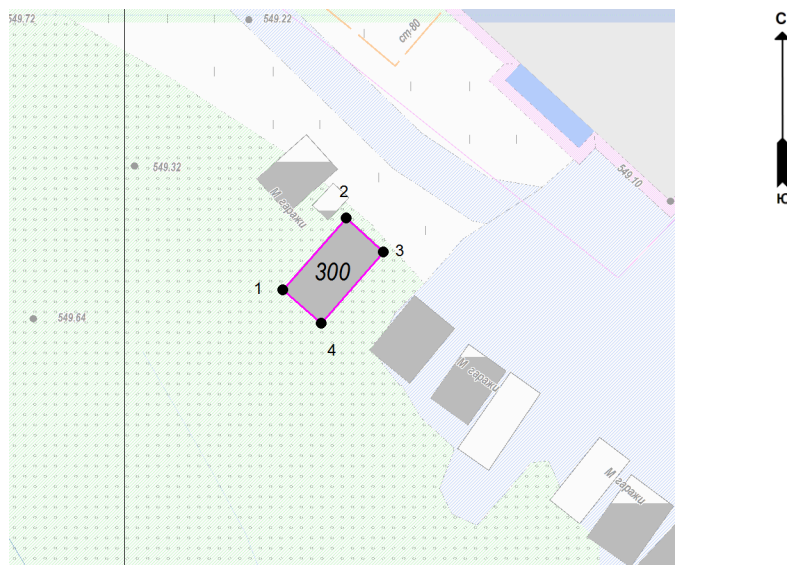 549.72
549.22
ст-80
С
549.32
М гаражи
549.10
Ю
2
3
300
1
549.64
4
М гаражи
М гаражи